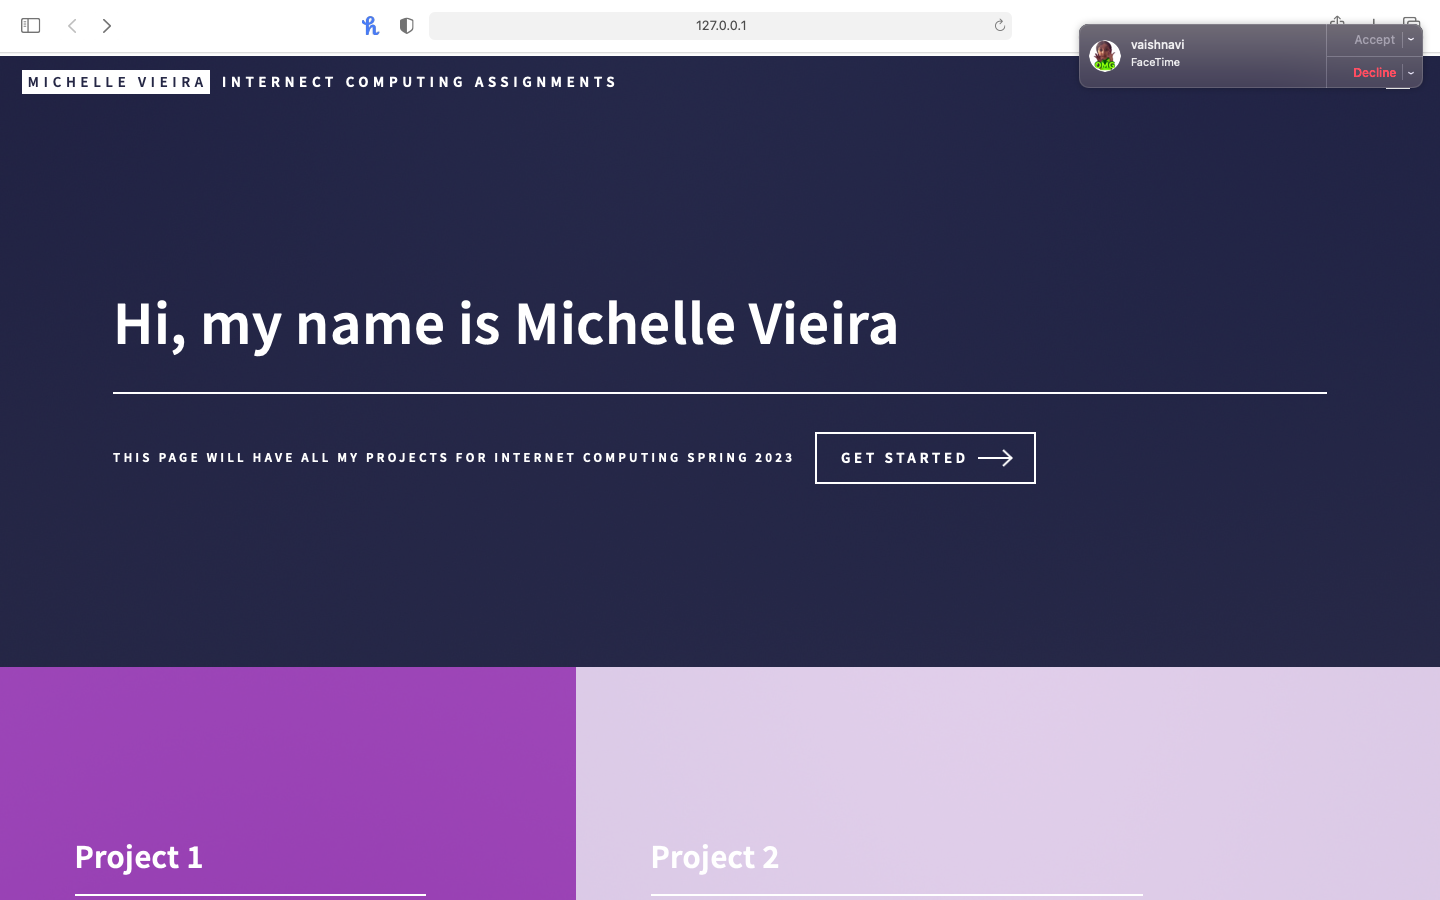 127.0.0.1
vaishnavi
FaceTime
Accept
Decline
OMG
MICHELLE VIEIRA INTERNECT COMPUTING ASSIGNMENTS
Hi, my name is Michelle Vieira
THIS PAGE WILL HAVE ALL MY PROJECTS FOR INTERNET COMPUTING SPRING 2023
GET STARTED
Project 1
Project 2